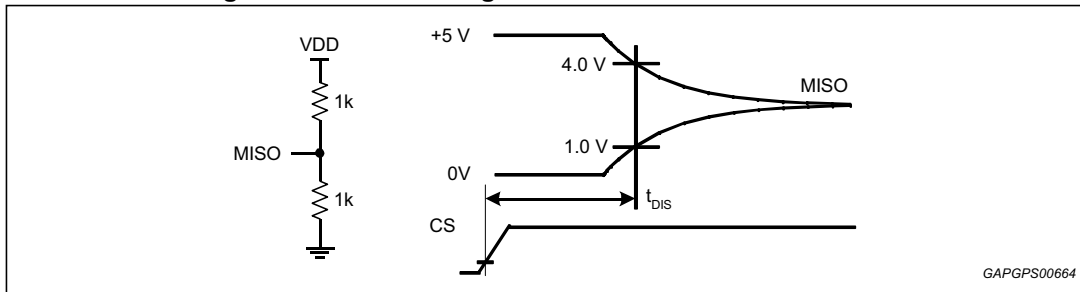 VDD
1k
MISO
1k
+5 V
4.0 V
MISO
1.0 V
0V
tDIS
CS
GAPGPS00664